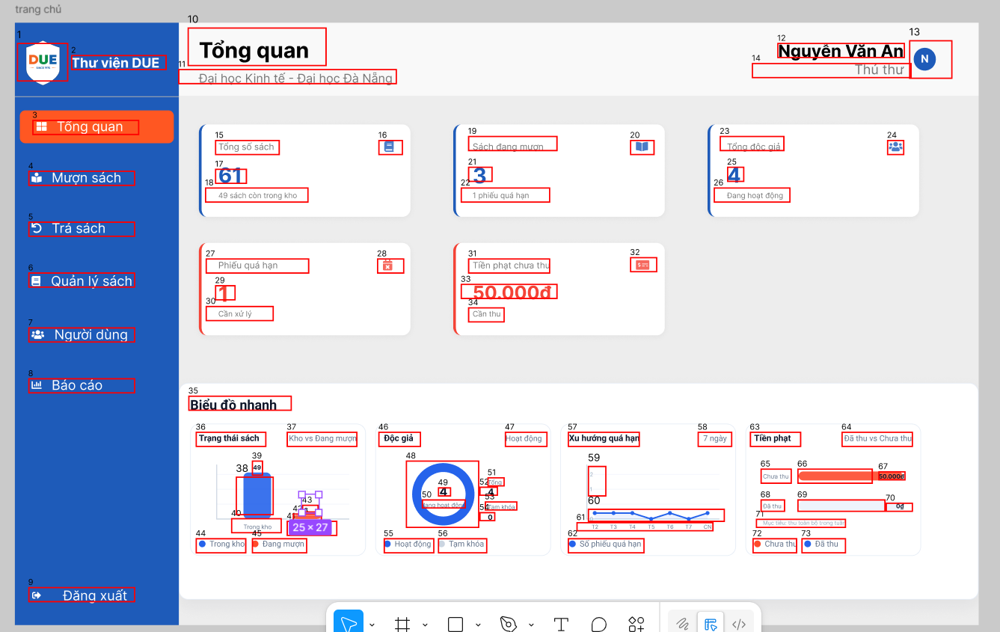 trang chủ
1
DUE
SINCE 1975
2
Thư viện DUE
10
Tổng quan
11
Đại học Kinh tế - Đại học Đà Nẵng
12
Nguyễn Văn An
13
N
14
Thủ thư
3
Tổng quan
4
Mượn sách
5
Trả sách
6
Quản lý sách
7
Người dùng
8
Báo cáo
9
Đăng xuất
15
Tổng số sách
16
17
61
18
49 sách còn trong kho
19
Sách đang mượn
20
21
3
22
1 phiếu quá hạn
23
Tổng độc giả
24
25
4
26
Đang hoạt động
27
Phiếu quá hạn
28
29
1
30
Cần xử lý
31
Tiền phạt chưa thu
32
33
50.000đ
34
Cần thu
35
Biểu đồ nhanh
36
Trạng thái sách
37
Kho vs Đang mượn
38
39
49
40
Trong kho
41
42
43
25 × 27
44
Trong kho
45
Đang mượn
46
Độc giả
47
Hoạt động
48
49
4
50
đang hoạt động
51
Tổng
52
4
53
Tạm khóa
54
0
55
Hoạt động
56
Tạm khóa
57
Xu hướng quá hạn
58
7 ngày
59
2
1
60
0
61
T2 T3 T4 T5 T6 T7 CN
62
Số phiếu quá hạn
63
Tiền phạt
64
Đã thu vs Chưa thu
65
Chưa thu
66
67
50.000₫
68
Đã thu
69
70
0₫
71
Mục tiêu: thu toàn bộ trong tuần
72
Chưa thu
73
Đã thu